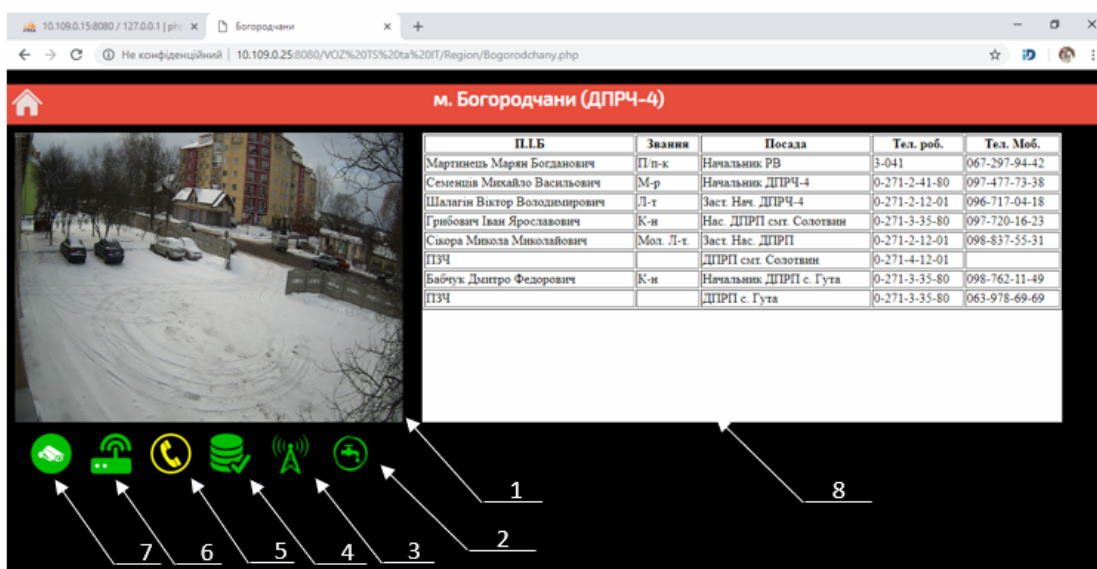 10.109.0.15:8080 / 127.0.0.1 | php
Богородчани
Не конфіденційний | 10.109.0.25:8080/VOZ%20TS%20ta%20IT/Region/Bogorodchany.php
м. Богородчани (ДПРЧ-4)
П.І.Б Звання Посада Тел. роб. Тел. Моб.
Мартинець Марян Богданович П/п-к Начальник РВ 3-041 067-297-94-42
Семенців Михайло Васильович М-р Начальник ДПРЧ-4 0-271-2-41-80 097-477-73-38
Шалагін Віктор Володимирович Л-т Заст. Нач. ДПРЧ-4 0-271-2-12-01 096-717-04-18
Грибович Іван Ярославович К-н Нас. ДПРП смт. Солотвин 0-271-3-35-80 097-720-16-23
Сікора Микола Миколайович Мол. Л-т. Заст. Нас. ДПРП 0-271-2-12-01 098-837-55-31
ПЗЧ ДПРП смт. Солотвин 0-271-4-12-01
Бабчук Дмитро Федорович К-н Начальник ДПРП с. Гута 0-271-3-35-80 098-762-11-49
ПЗЧ ДПРП с. Гута 0-271-3-35-80 063-978-69-69
1
8
2
7 6 5 4 3